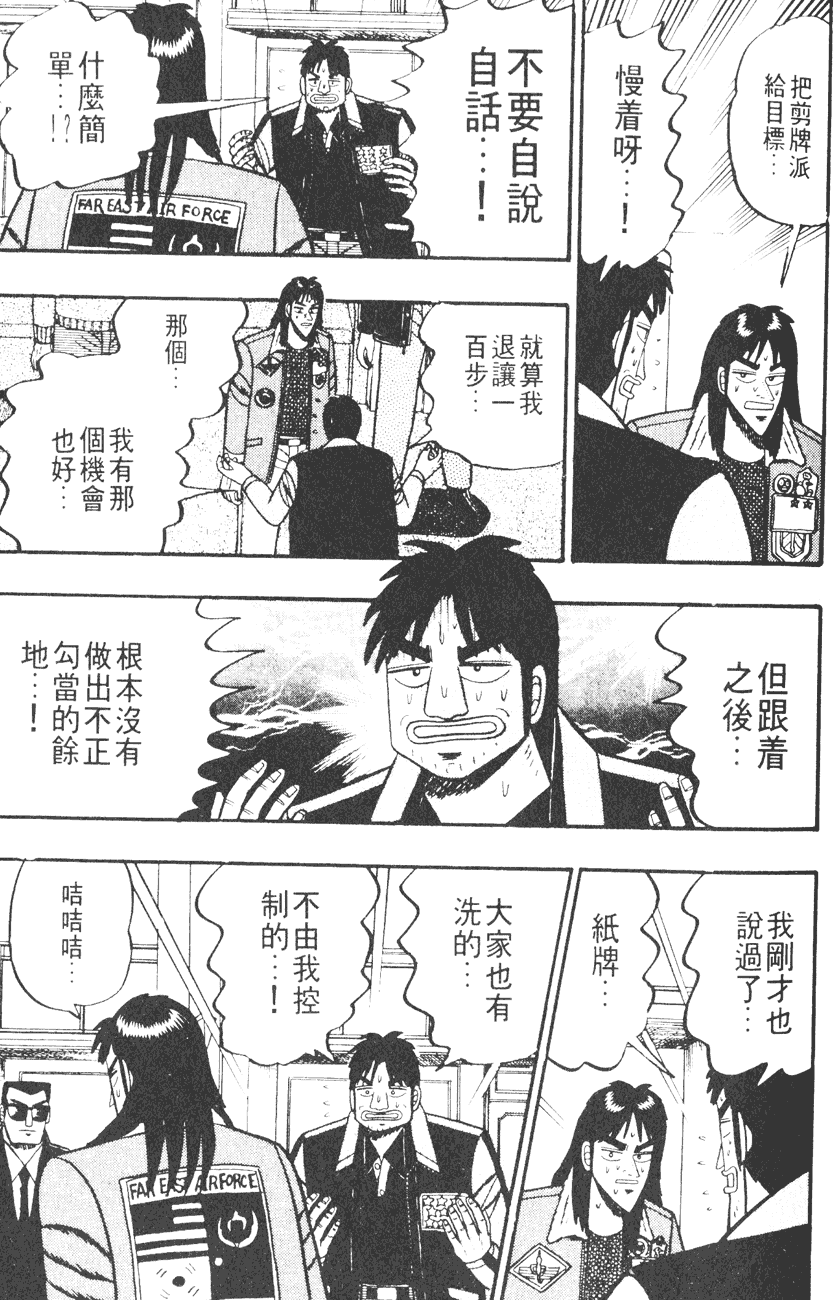 把剪牌派
給目標…
慢着呀…！
不要自說
自話…！
什麼簡
單…!?
FAR EAST AIR FORCE
就算我
退讓一
百步…
那個…
我有那
個機會
也好…
但跟着
之後…
根本沒有
做出不正
勾當的餘
地…！
我剛才也
說過了…
紙牌…
大家也有
洗的…
不由我控
制的…！
咭咭咭…
FAR EAST AIR FORCE